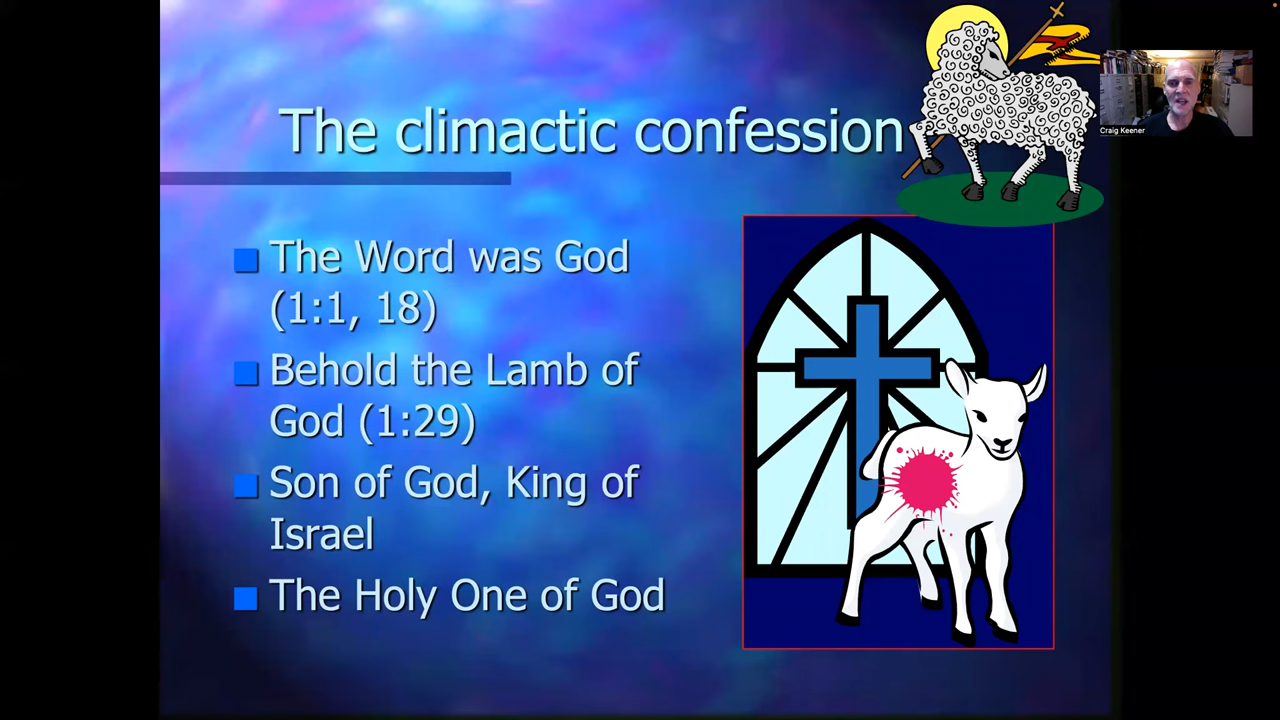 The climactic confession
Craig Keener
The Word was God
(1:1, 18)
Behold the Lamb of
God (1:29)
Son of God, King of
Israel
The Holy One of God